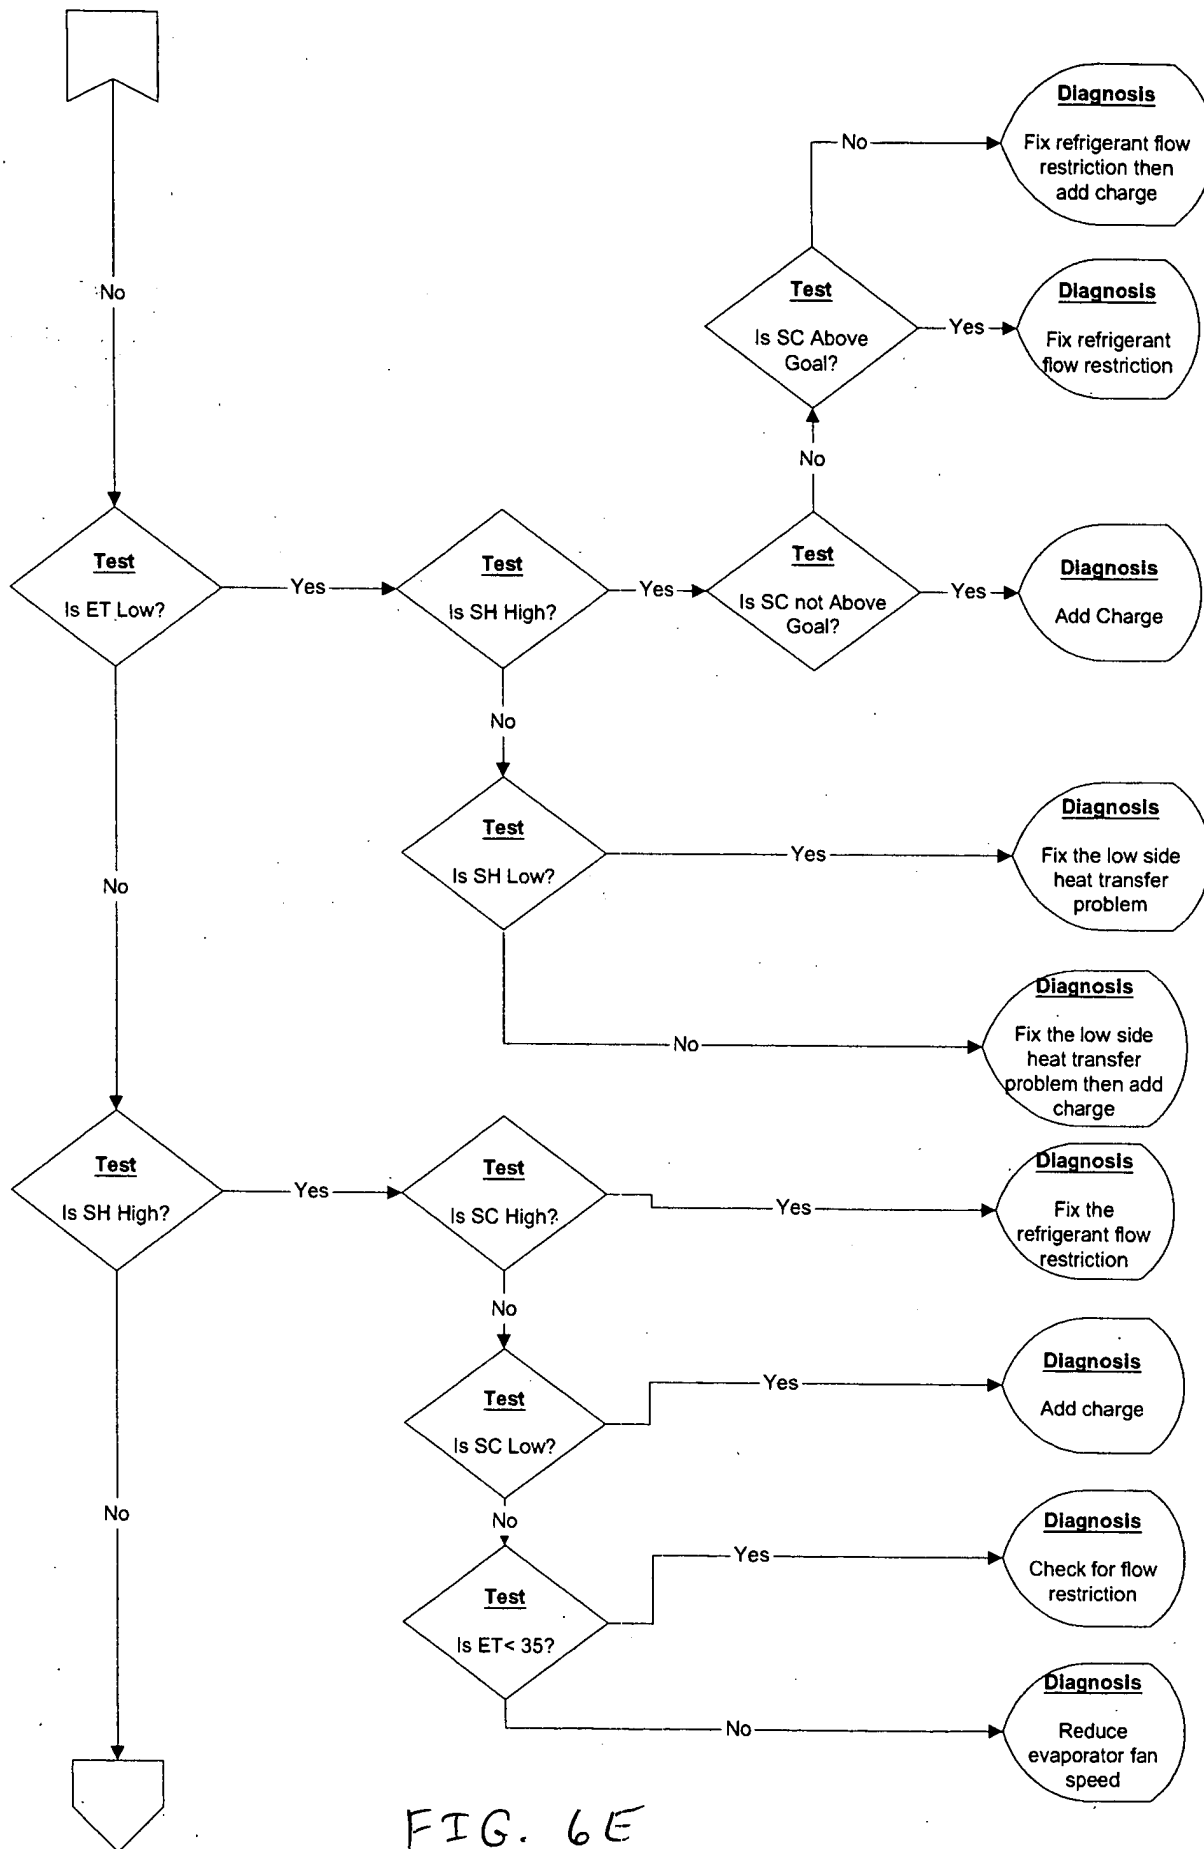 Diagnosis
Fix refrigerant flow
restriction then
add charge
No
No
Test
Is SC Above
Goal?
Yes
Diagnosis
Fix refrigerant
flow restriction
No
Test
Is ET Low?
Yes
Test
Is SH High?
Yes
Test
Is SC not Above
Goal?
Yes
Diagnosis
Add Charge
No
Test
Is SH Low?
Yes
Diagnosis
Fix the low side
heat transfer
problem
No
No
Diagnosis
Fix the low side
heat transfer
problem then add
charge
Test
Is SH High?
Yes
Test
Is SC High?
Yes
Diagnosis
Fix the
refrigerant flow
restriction
No
Test
Is SC Low?
Yes
Diagnosis
Add charge
No
No
Test
Is ET< 35?
Yes
Diagnosis
Check for flow
restriction
No
Diagnosis
Reduce
evaporator fan
speed
FIG. 6E